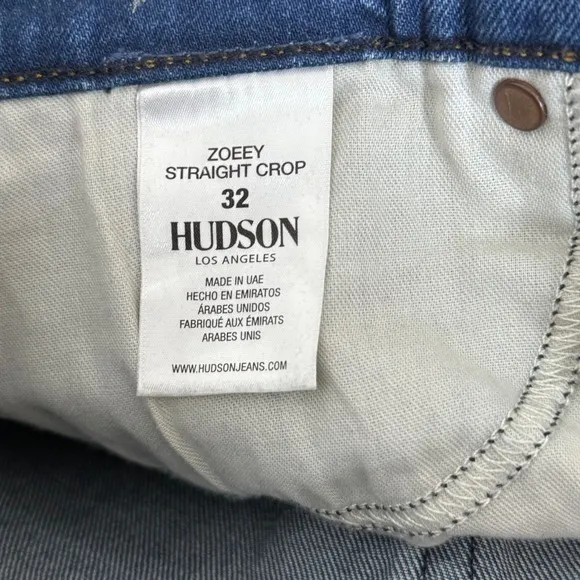 ZOEEY
STRAIGHT CROP
32
HUDSON
LOS ANGELES
MADE IN UAE
HECHO EN EMIRATOS
ÁRABES UNIDOS
FABRIQUÉ AUX ÉMIRATS
ARABES UNIS
WWW.HUDSONJEANS.COM